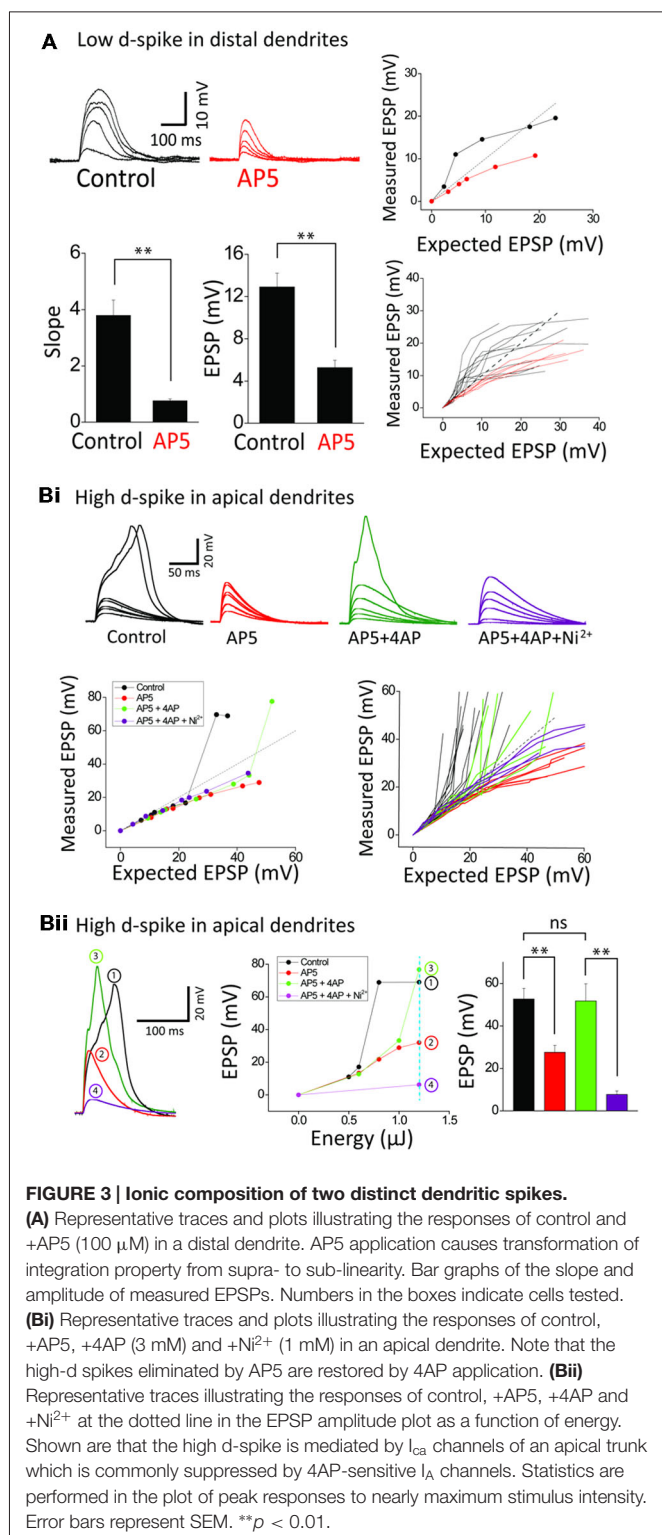 A Low d-spike in distal dendrites
10 mV
100 ms
Control
AP5
Measured EPSP (mV)
30
20
10
0
0 10 20 30
Expected EPSP (mV)
**
Slope
6
4
2
0
Control AP5
**
EPSP (mV)
16
12
8
4
0
Control AP5
Measured EPSP (mV)
40
30
20
10
0
0 10 20 30 40
Expected EPSP (mV)
Bi High d-spike in apical dendrites
20 mV
50 ms
Control
AP5
AP5+4AP
AP5+4AP+Ni²⁺
Measured EPSP (mV)
80
60
40
20
0
Control
AP5
AP5 + 4AP
AP5 + 4AP + Ni²⁺
0 20 40 60
Expected EPSP (mV)
Measured EPSP (mV)
60
40
20
0
0 20 40 60
Expected EPSP (mV)
Bii High d-spike in apical dendrites
3
1
2
4
20 mV
100 ms
EPSP (mV)
80
60
40
20
0
Control
AP5
AP5 + 4AP
AP5 + 4AP + Ni²⁺
3
1
2
4
0.0 0.5 1.0 1.5
Energy (μJ)
ns
** **
EPSP (mV)
80
60
40
20
0
FIGURE 3 | Ionic composition of two distinct dendritic spikes.
(A) Representative traces and plots illustrating the responses of control and
+AP5 (100 μM) in a distal dendrite. AP5 application causes transformation of
integration property from supra- to sub-linearity. Bar graphs of the slope and
amplitude of measured EPSPs. Numbers in the boxes indicate cells tested.
(Bi) Representative traces and plots illustrating the responses of control,
+AP5, +4AP (3 mM) and +Ni²⁺ (1 mM) in an apical dendrite. Note that the
high-d spikes eliminated by AP5 are restored by 4AP application. (Bii)
Representative traces illustrating the responses of control, +AP5, +4AP and
+Ni²⁺ at the dotted line in the EPSP amplitude plot as a function of energy.
Shown are that the high d-spike is mediated by Ica channels of an apical trunk
which is commonly suppressed by 4AP-sensitive IA channels. Statistics are
performed in the plot of peak responses to nearly maximum stimulus intensity.
Error bars represent SEM. **p < 0.01.